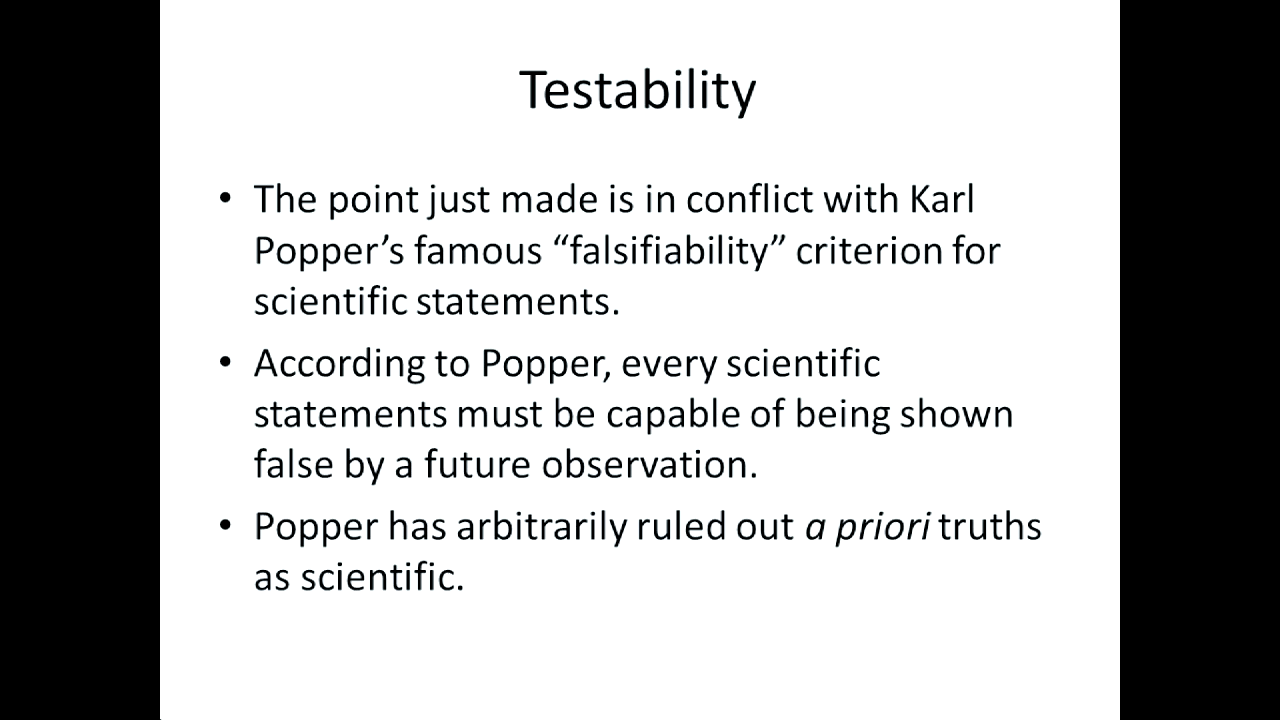 Testability
• The point just made is in conflict with Karl
Popper’s famous “falsifiability” criterion for
scientific statements.
• According to Popper, every scientific
statements must be capable of being shown
false by a future observation.
• Popper has arbitrarily ruled out a priori truths
as scientific.